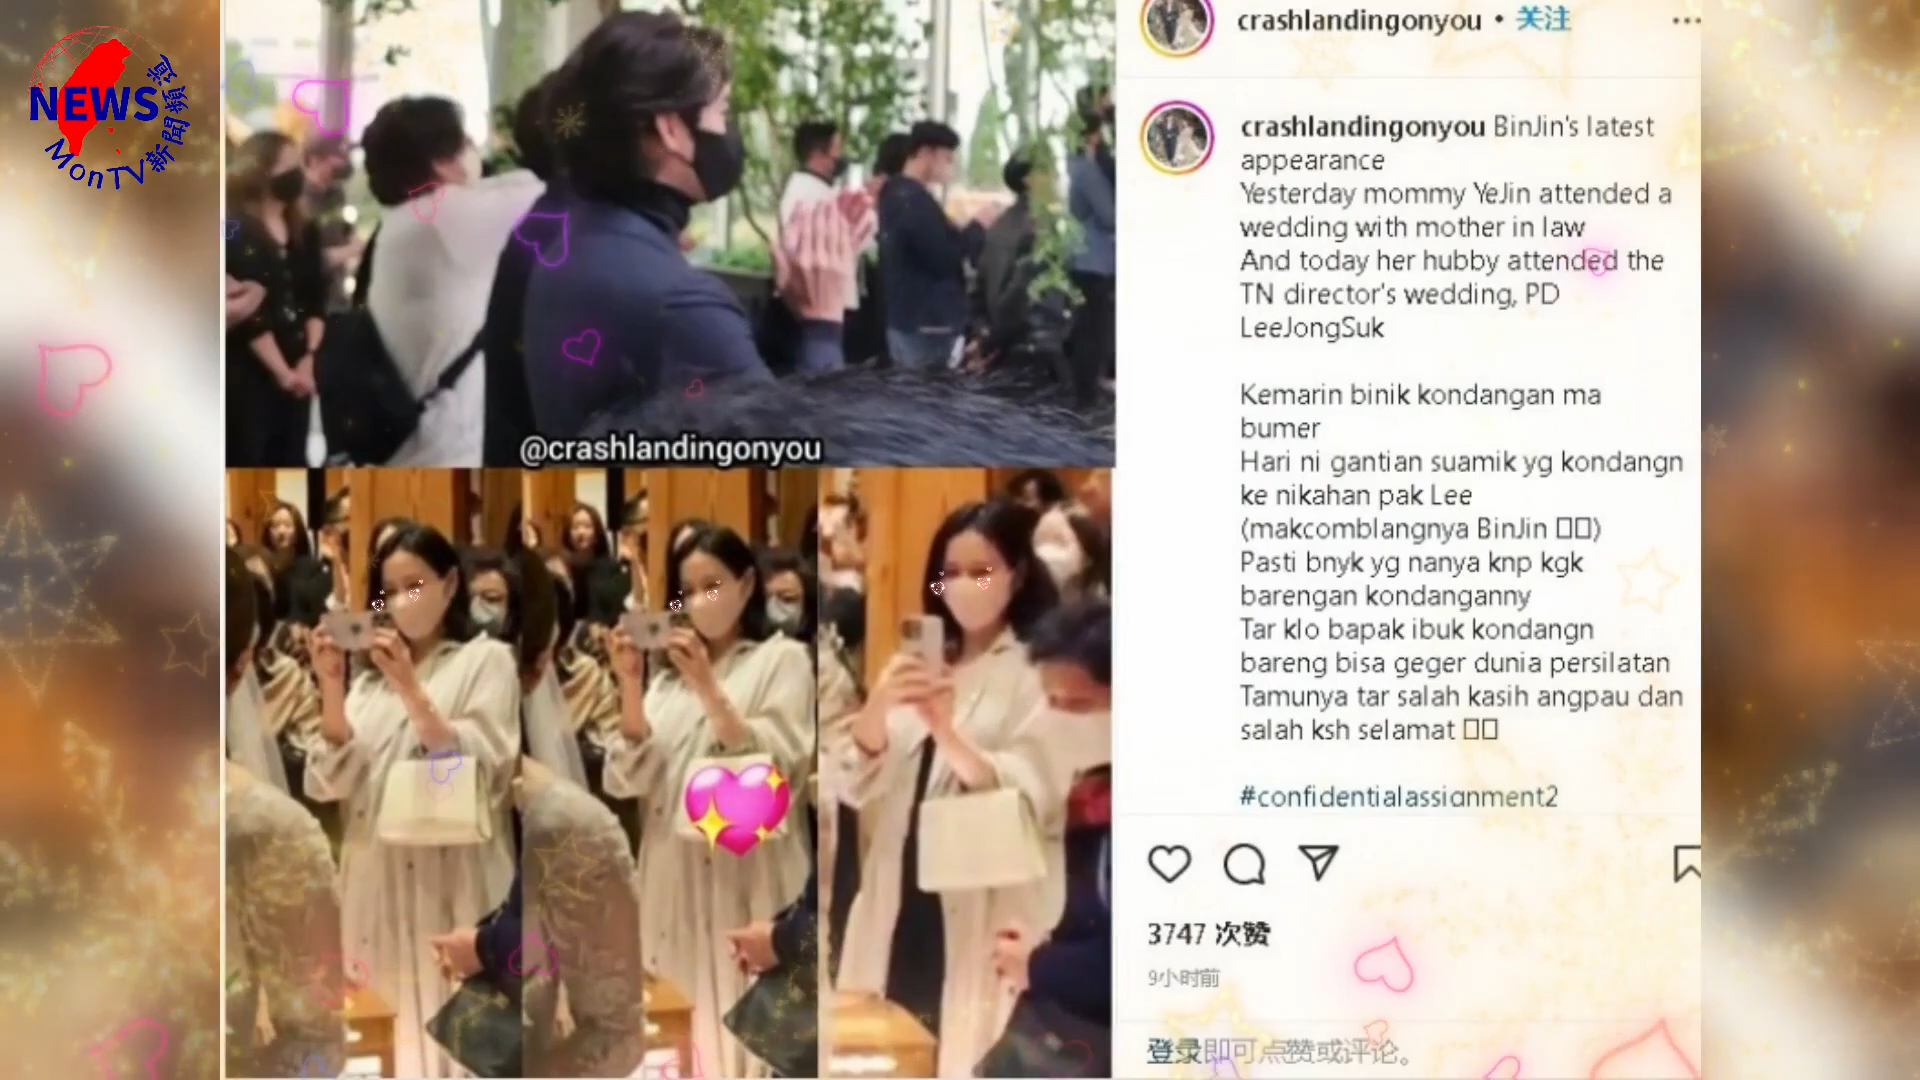 NEWS
MonTV新聞頻道
@crashlandingonyou
crashlandingonyou • 关注
crashlandingonyou BinJin's latest
appearance
Yesterday mommy YeJin attended a
wedding with mother in law
And today her hubby attended the
TN director's wedding, PD
LeeJongSuk
Kemarin binik kondangan ma
bumer
Hari ni gantian suamik yg kondangn
ke nikahan pak Lee
(makcomblangnya BinJin □□)
Pasti bnyk yg nanya knp kgk
barengan kondanganny
Tar klo bapak ibuk kondangn
bareng bisa geger dunia persilatan
Tamunya tar salah kasih angpau dan
salah ksh selamat □□
#confidentialassignment2
3747 次赞
9小时前
登录即可点赞或评论。